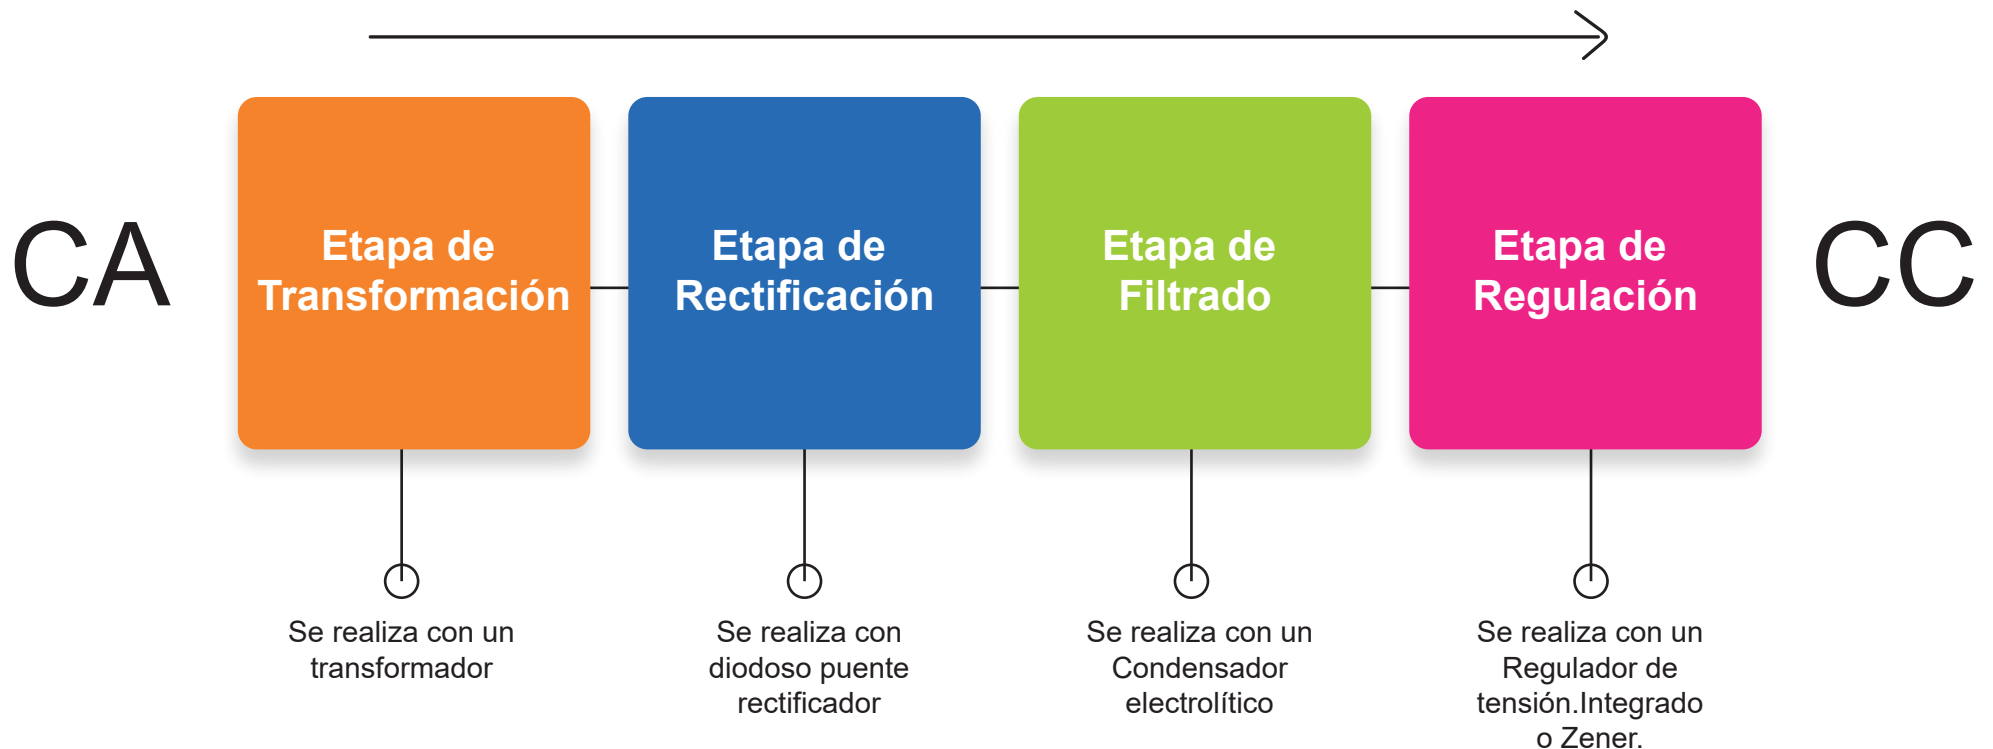 CA
Etapa de
Transformación
Etapa de
Rectificación
Etapa de
Filtrado
Etapa de
Regulación
CC
Se realiza con un
transformador
Se realiza con
diodoso puente
rectificador
Se realiza con un
Condensador
electrolítico
Se realiza con un
Regulador de
tensión.Integrado
o Zener.